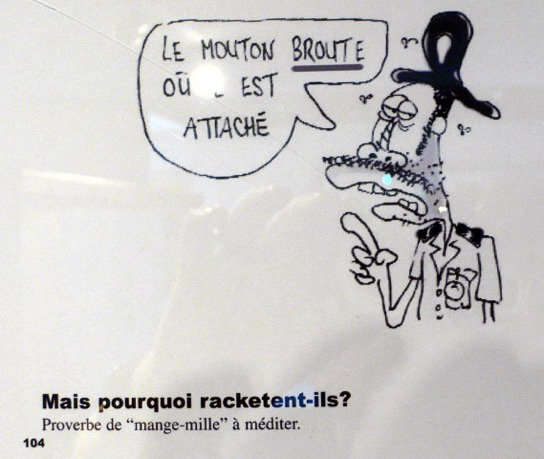 LE MOUTON BROUTE
OÙ EST
ATTACHÉ
Mais pourquoi racketent-ils?
Proverbe de “mange-mille” à méditer.
104